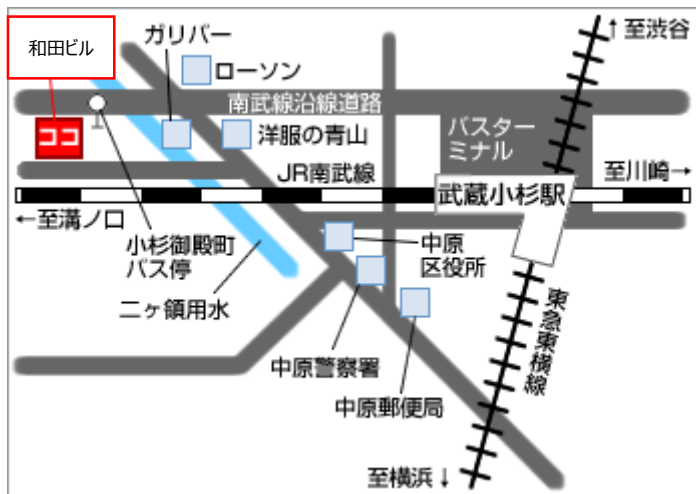 和田ビル
ココ
ガリバー
ローソン
↑至渋谷
南武線沿線道路
洋服の青山
バスター
ミナル
JR南武線
至川崎→
武蔵小杉駅
←至溝ノ口
小杉御殿町
バス停
中原
区役所
二ヶ領用水
東急東横線
中原警察署
中原郵便局
至横浜↓